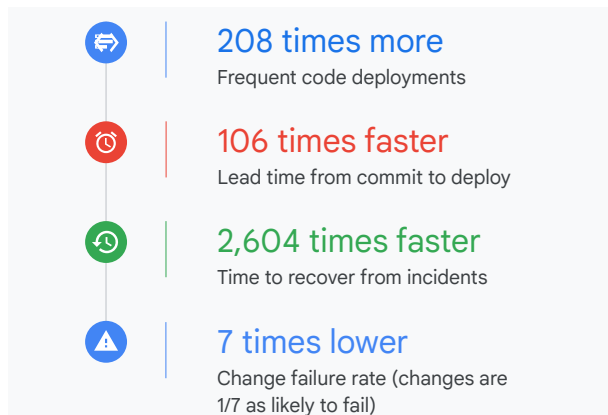 208 times more
Frequent code deployments
106 times faster
Lead time from commit to deploy
2,604 times faster
Time to recover from incidents
7 times lower
Change failure rate (changes are
1/7 as likely to fail)